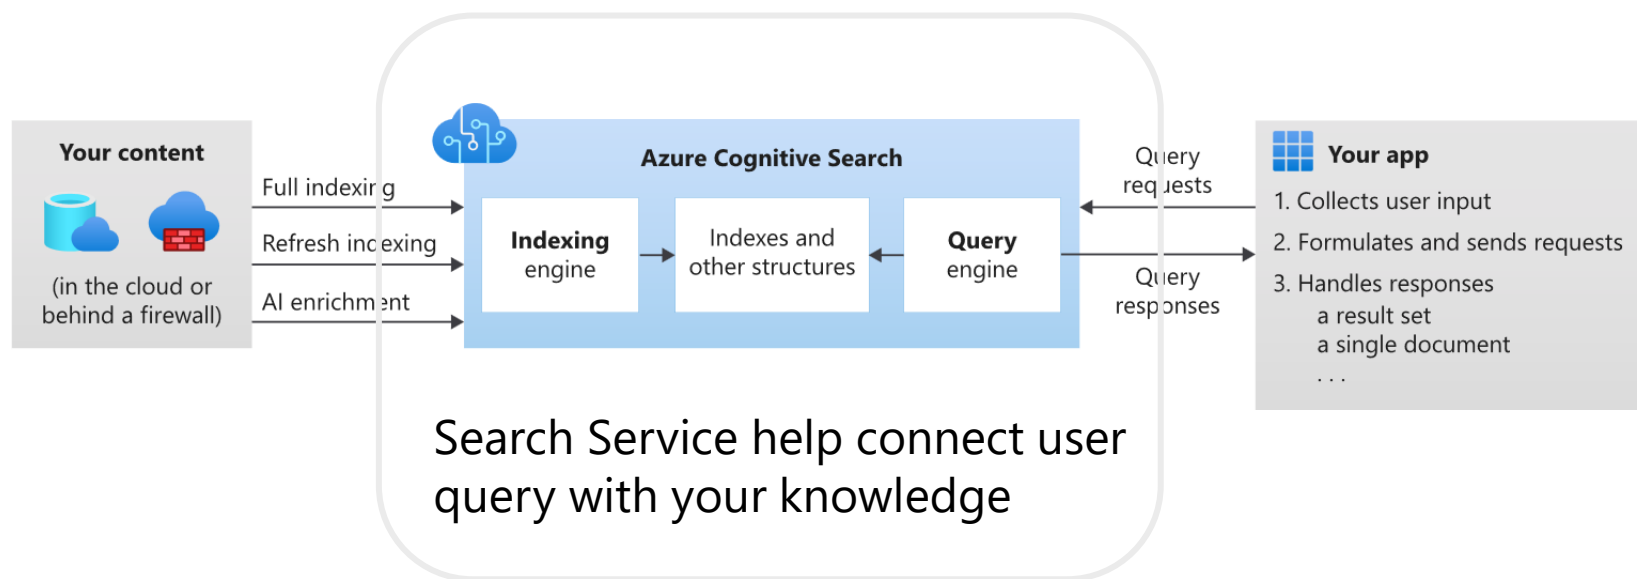 Your content
(in the cloud or
behind a firewall)
Full indexing
Refresh indexing
AI enrichment
Azure Cognitive Search
Indexing
engine
Indexes and
other structures
Query
engine
Query
requests
Query
responses
Your app
1. Collects user input
2. Formulates and sends requests
3. Handles responses
a result set
a single document
. . .
Search Service help connect user
query with your knowledge